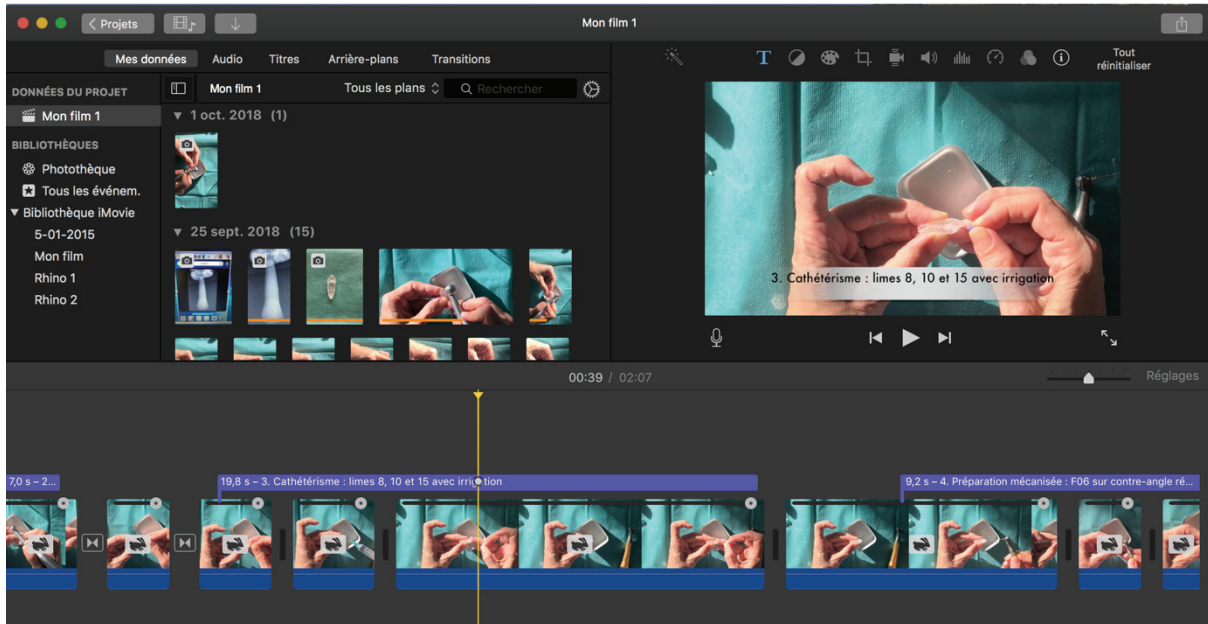 Projets
Mon film 1
Mes données Audio Titres Arrière-plans Transitions
Tout
réinitialiser
DONNÉES DU PROJET
Mon film 1
BIBLIOTHÈQUES
Photothèque
Tous les événem.
Bibliothèque iMovie
5-01-2015
Mon film
Rhino 1
Rhino 2
Mon film 1 Tous les plans Rechercher
1 oct. 2018 (1)
25 sept. 2018 (15)
3. Cathétérisme : limes 8, 10 et 15 avec irrigation
00:39 / 02:07
Réglages
7,0 s – 2...
19,8 s – 3. Cathétérisme : limes 8, 10 et 15 avec irrigation
9,2 s – 4. Préparation mécanisée : F06 sur contre-angle ré...